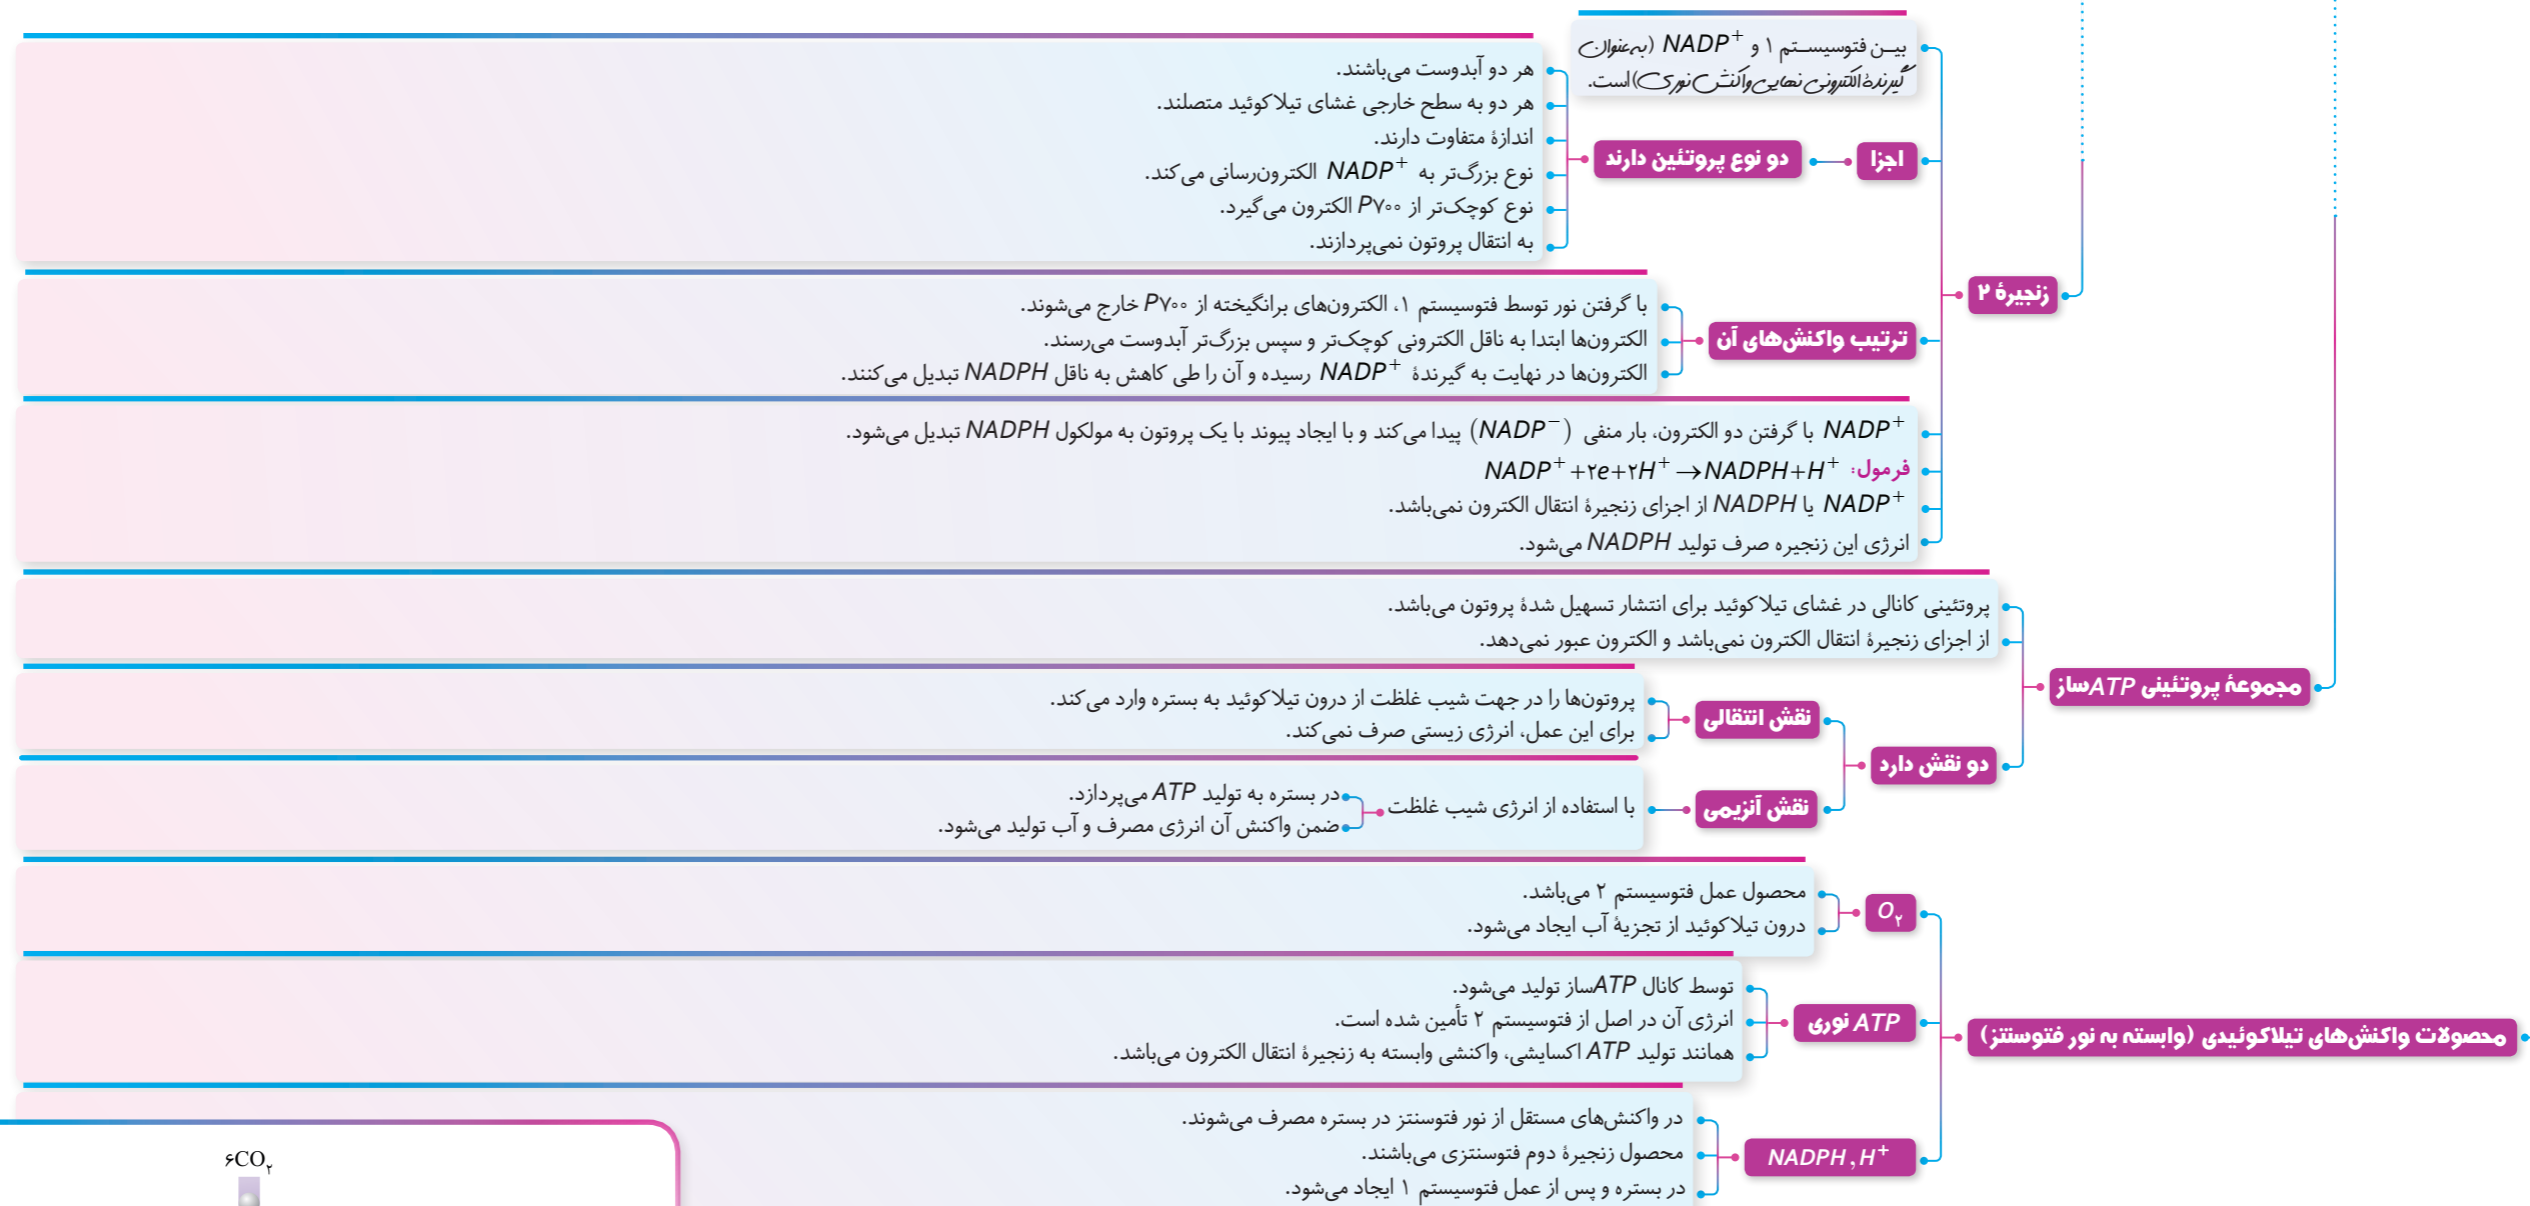 بین فتوسیستم ۱ و NADP⁺ (به‌عنوان
گیرندهٔ الکترونی نهایی واکنش نوری) است.
هر دو آبدوست می‌باشند.
هر دو به سطح خارجی غشای تیلاکوئید متصلند.
اندازهٔ متفاوت دارند.
اجزا
دو نوع پروتئین دارند
نوع بزرگ‌تر به NADP⁺ الکترون‌رسانی می‌کند.
نوع کوچک‌تر از P۷۰۰ الکترون می‌گیرد.
به انتقال پروتون نمی‌پردازند.
زنجیرهٔ ۲
ترتیب واکنش‌های آن
با گرفتن نور توسط فتوسیستم ۱، الکترون‌های برانگیخته از P۷۰۰ خارج می‌شوند.
الکترون‌ها ابتدا به ناقل الکترونی کوچک‌تر و سپس بزرگ‌تر آبدوست می‌رسند.
الکترون‌ها در نهایت به گیرندهٔ NADP⁺ رسیده و آن را طی کاهش به ناقل NADPH تبدیل می‌کنند.
NADP⁺ با گرفتن دو الکترون، بار منفی (NADP⁻) پیدا می‌کند و با ایجاد پیوند با یک پروتون به مولکول NADPH تبدیل می‌شود.
فرمول: NADP⁺+۲e+۲H⁺→NADPH+H⁺
NADP⁺ یا NADPH از اجزای زنجیرهٔ انتقال الکترون نمی‌باشد.
انرژی این زنجیره صرف تولید NADPH می‌شود.
مجموعهٔ پروتئینی ATPساز
پروتئینی کانالی در غشای تیلاکوئید برای انتشار تسهیل شدهٔ پروتون می‌باشد.
از اجزای زنجیرهٔ انتقال الکترون نمی‌باشد و الکترون عبور نمی‌دهد.
دو نقش دارد
نقش انتقالی
پروتون‌ها را در جهت شیب غلظت از درون تیلاکوئید به بستره وارد می‌کند.
برای این عمل، انرژی زیستی صرف نمی‌کند.
نقش آنزیمی
با استفاده از انرژی شیب غلظت
در بستره به تولید ATP می‌پردازد.
ضمن واکنش آن انرژی مصرف و آب تولید می‌شود.
محصولات واکنش‌های تیلاکوئیدی (وابسته به نور فتوسنتز)
O₂
محصول عمل فتوسیستم ۲ می‌باشد.
درون تیلاکوئید از تجزیهٔ آب ایجاد می‌شود.
ATP نوری
توسط کانال ATPساز تولید می‌شود.
انرژی آن در اصل از فتوسیستم ۲ تأمین شده است.
همانند تولید ATP اکسایشی، واکنشی وابسته به زنجیرهٔ انتقال الکترون می‌باشد.
NADPH,H⁺
در واکنش‌های مستقل از نور فتوسنتز در بستره مصرف می‌شوند.
محصول زنجیرهٔ دوم فتوسنتزی می‌باشند.
در بستره و پس از عمل فتوسیستم ۱ ایجاد می‌شود.
۶CO₂